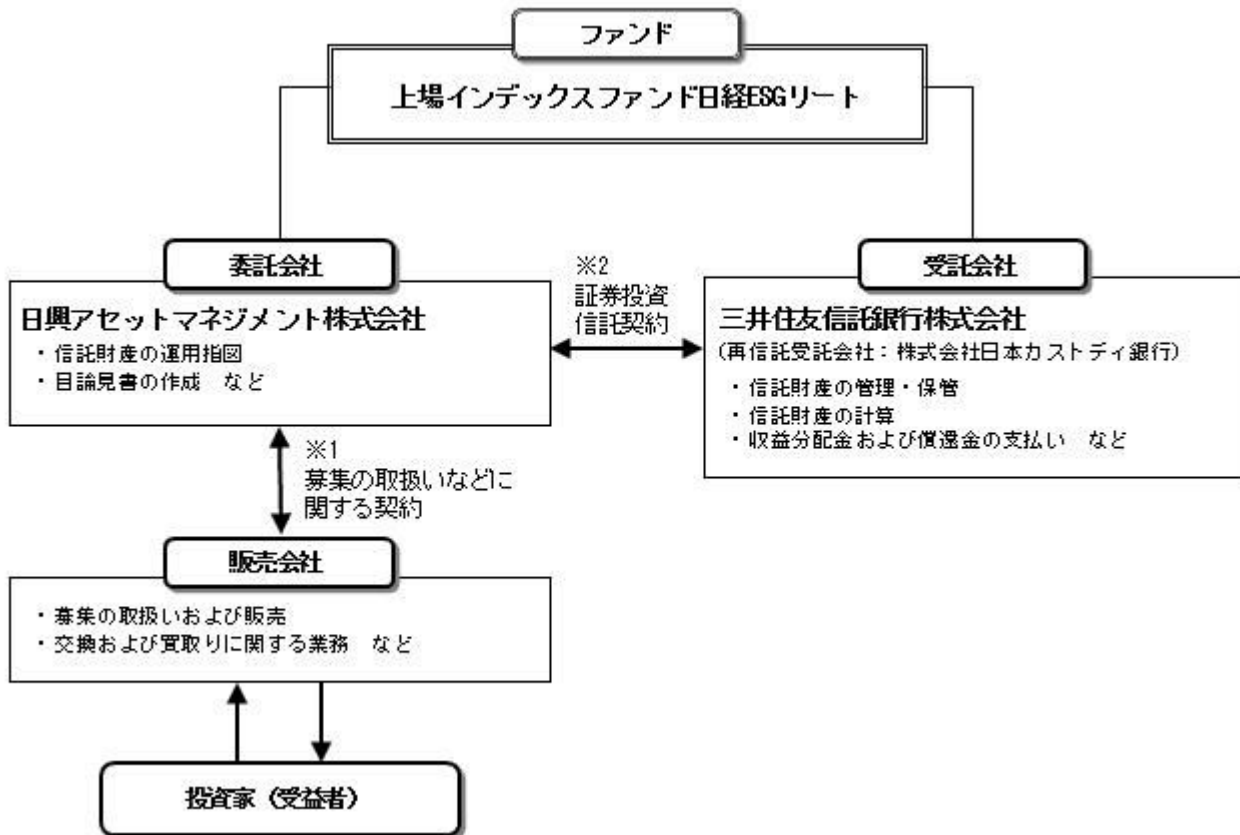 ファンド
上場インデックスファンド日経ESGリート
委託会社
日興アセットマネジメント株式会社
・信託財産の運用指図
・目論見書の作成　など
※2
証券投資
信託契約
受託会社
三井住友信託銀行株式会社
(再信託受託会社：株式会社日本カストディ銀行)
・信託財産の管理・保管
・信託財産の計算
・収益分配金および償還金の支払い　など
※1
募集の取扱いなどに
関する契約
販売会社
・募集の取扱いおよび販売
・交換および買取りに関する業務　など
投資家（受益者）